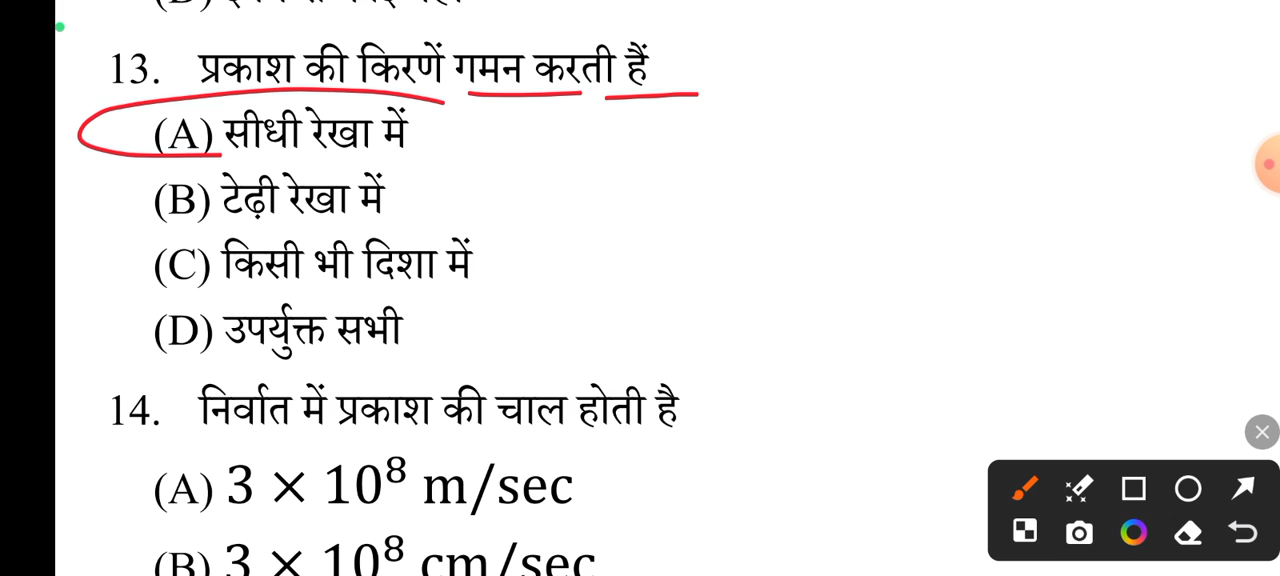 13. प्रकाश की किरणें गमन करती हैं
(A) सीधी रेखा में
(B) टेढ़ी रेखा में
(C) किसी भी दिशा में
(D) उपर्युक्त सभी
14. निर्वात में प्रकाश की चाल होती है
(A) 3 × 10⁸ m/sec
(B) 3 × 10⁸ cm/sec